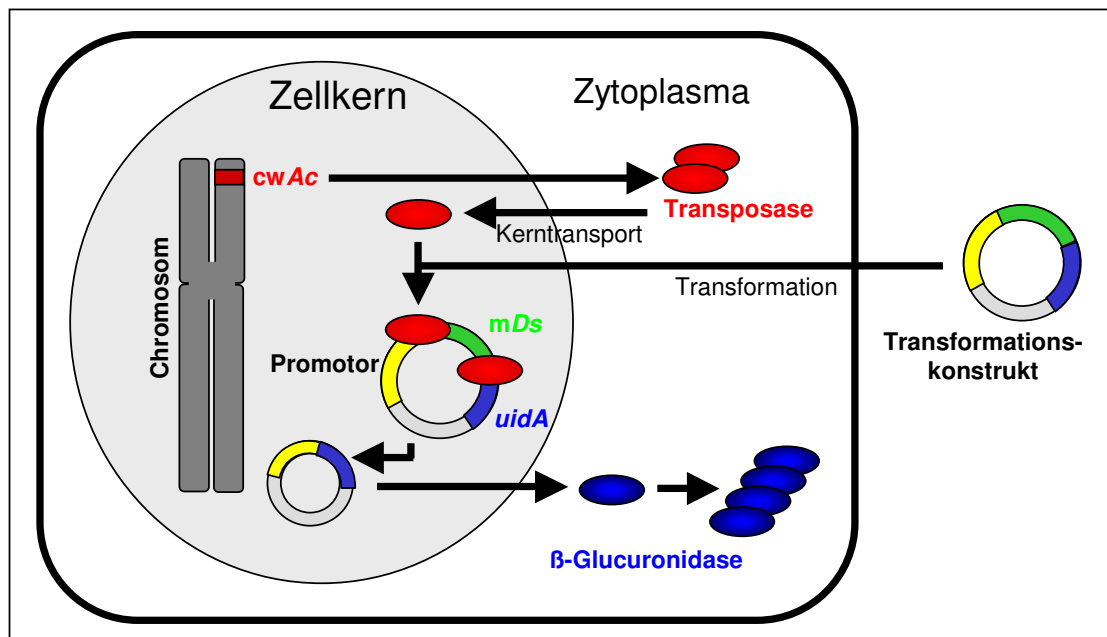 Zellkern
Zytoplasma
cwAc
Transposase
Kerntransport
Transformation
Chromosom
mDs
Promotor
Transformations-
konstrukt
uidA
ß-Glucuronidase